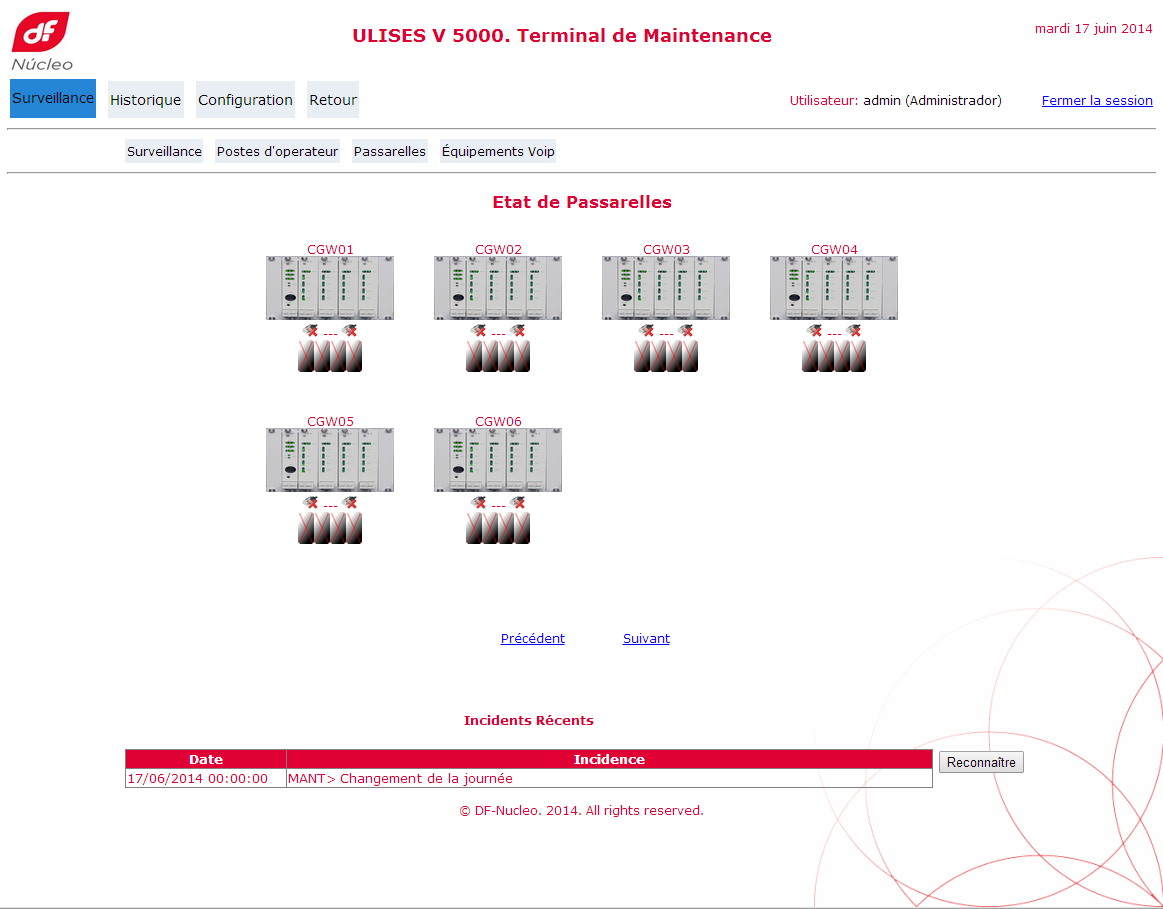 df
Núcleo
ULISES V 5000. Terminal de Maintenance
mardi 17 juin 2014
Surveillance Historique Configuration Retour
Utilisateur: admin (Administrador) Fermer la session
Surveillance Postes d'operateur Passarelles Équipements Voip
Etat de Passarelles
CGW01 CGW02 CGW03 CGW04
--- --- --- ---
CGW05 CGW06
--- ---
Précédent Suivant
Incidents Récents
Date Incidence
17/06/2014 00:00:00 MANT> Changement de la journée
Reconnaître
© DF-Nucleo. 2014. All rights reserved.